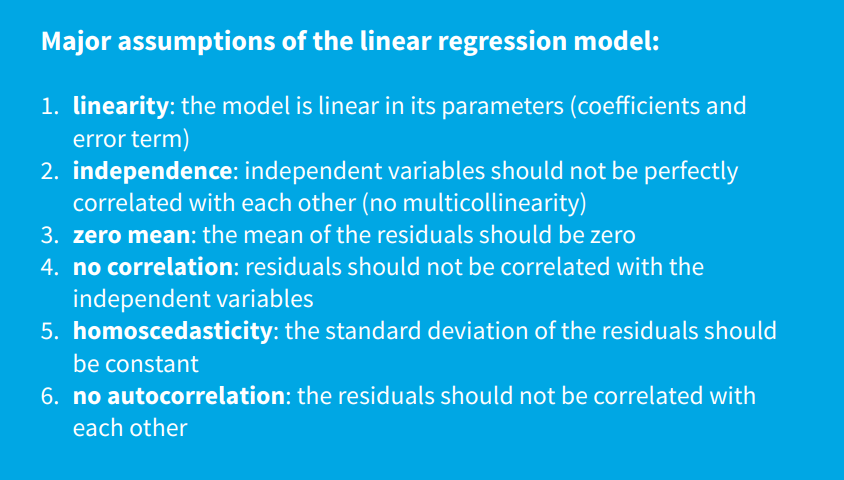 Major assumptions of the linear regression model:
1. linearity: the model is linear in its parameters (coefficients and
error term)
2. independence: independent variables should not be perfectly
correlated with each other (no multicollinearity)
3. zero mean: the mean of the residuals should be zero
4. no correlation: residuals should not be correlated with the
independent variables
5. homoscedasticity: the standard deviation of the residuals should
be constant
6. no autocorrelation: the residuals should not be correlated with
each other